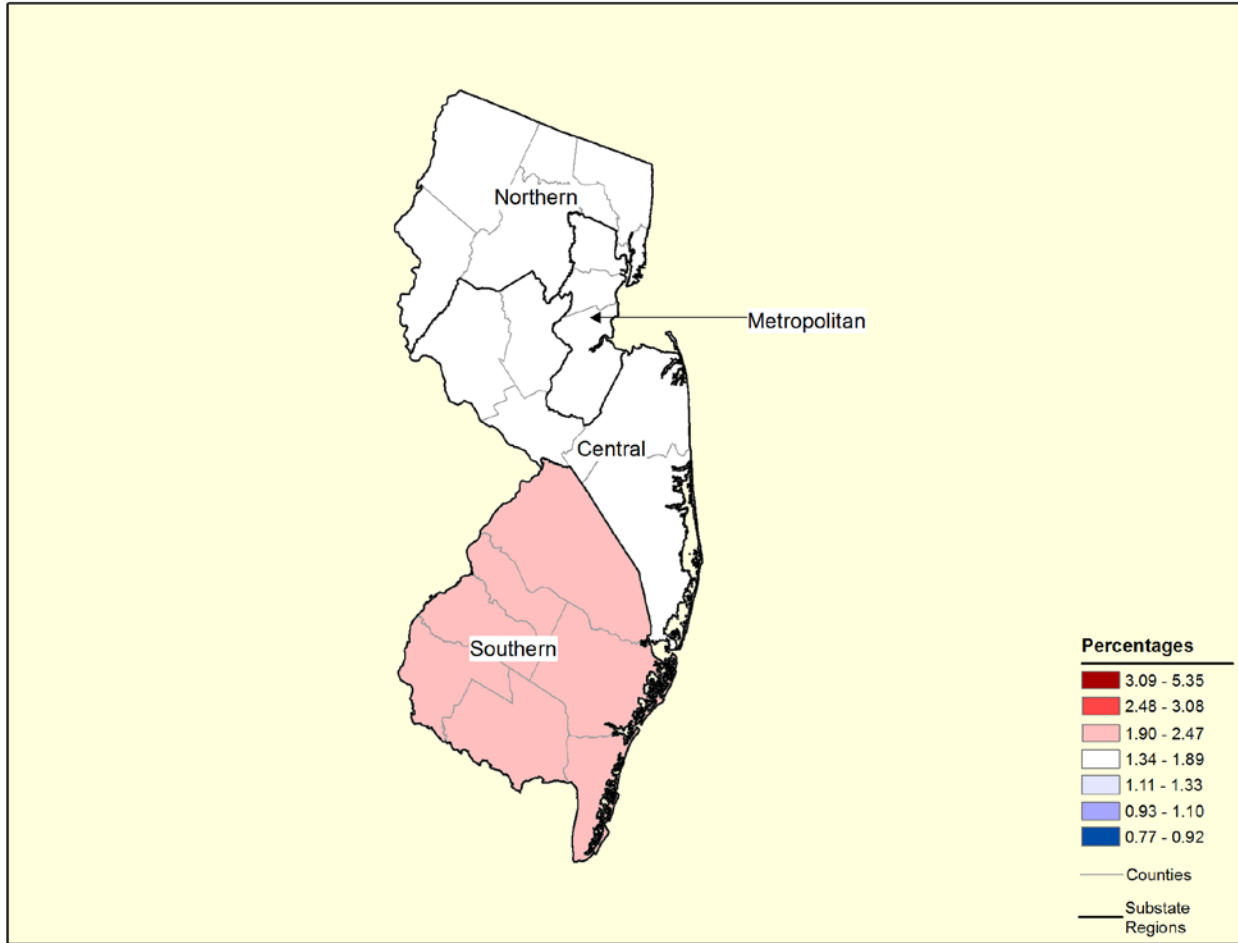 Northern
Metropolitan
Central
Southern
Percentages
3.09 - 5.35
2.48 - 3.08
1.90 - 2.47
1.34 - 1.89
1.11 - 1.33
0.93 - 1.10
0.77 - 0.92
Counties
Substate
Regions